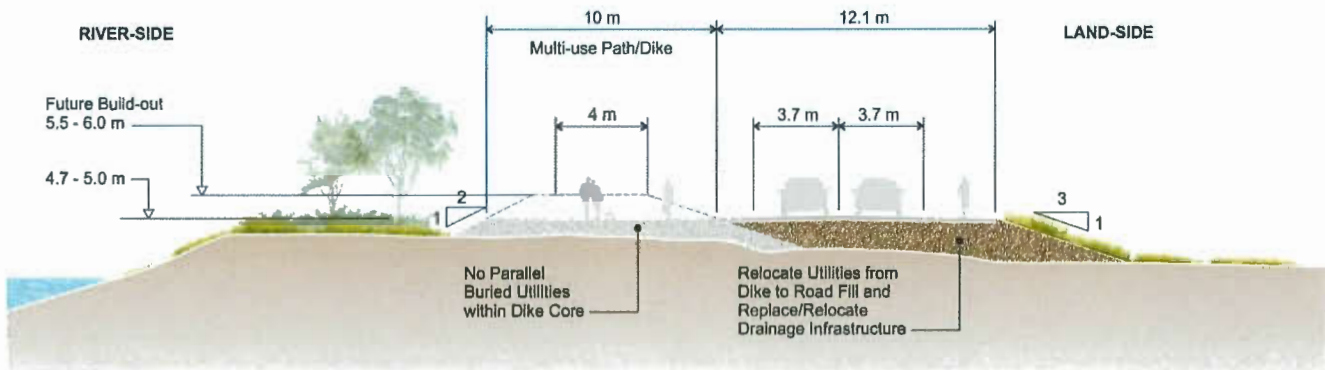 RIVER-SIDE
10 m
12.1 m
LAND-SIDE
Multi-use Path/Dike
Future Build-out
5.5 - 6.0 m
4 m
3.7 m
3.7 m
4.7 - 5.0 m
2
1
3
1
No Parallel
Buried Utilities
within Dike Core
Relocate Utilities from
Dike to Road Fill and
Replace/Relocate
Drainage Infrastructure